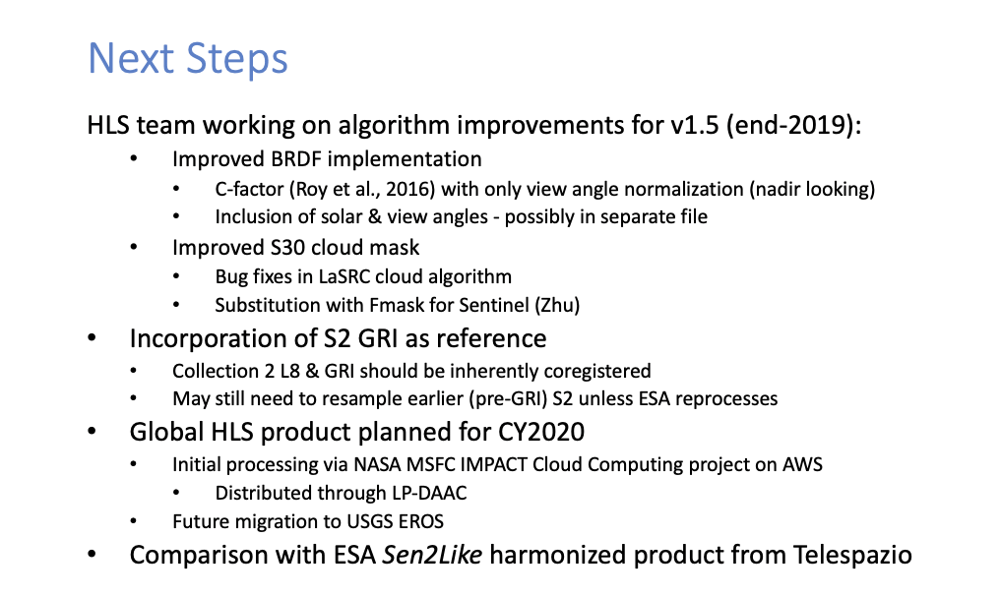 Next Steps
HLS team working on algorithm improvements for v1.5 (end-2019):
• Improved BRDF implementation
• C-factor (Roy et al., 2016) with only view angle normalization (nadir looking)
• Inclusion of solar & view angles - possibly in separate file
• Improved S30 cloud mask
• Bug fixes in LaSRC cloud algorithm
• Substitution with Fmask for Sentinel (Zhu)
• Incorporation of S2 GRI as reference
• Collection 2 L8 & GRI should be inherently coregistered
• May still need to resample earlier (pre-GRI) S2 unless ESA reprocesses
• Global HLS product planned for CY2020
• Initial processing via NASA MSFC IMPACT Cloud Computing project on AWS
• Distributed through LP-DAAC
• Future migration to USGS EROS
• Comparison with ESA Sen2Like harmonized product from Telespazio